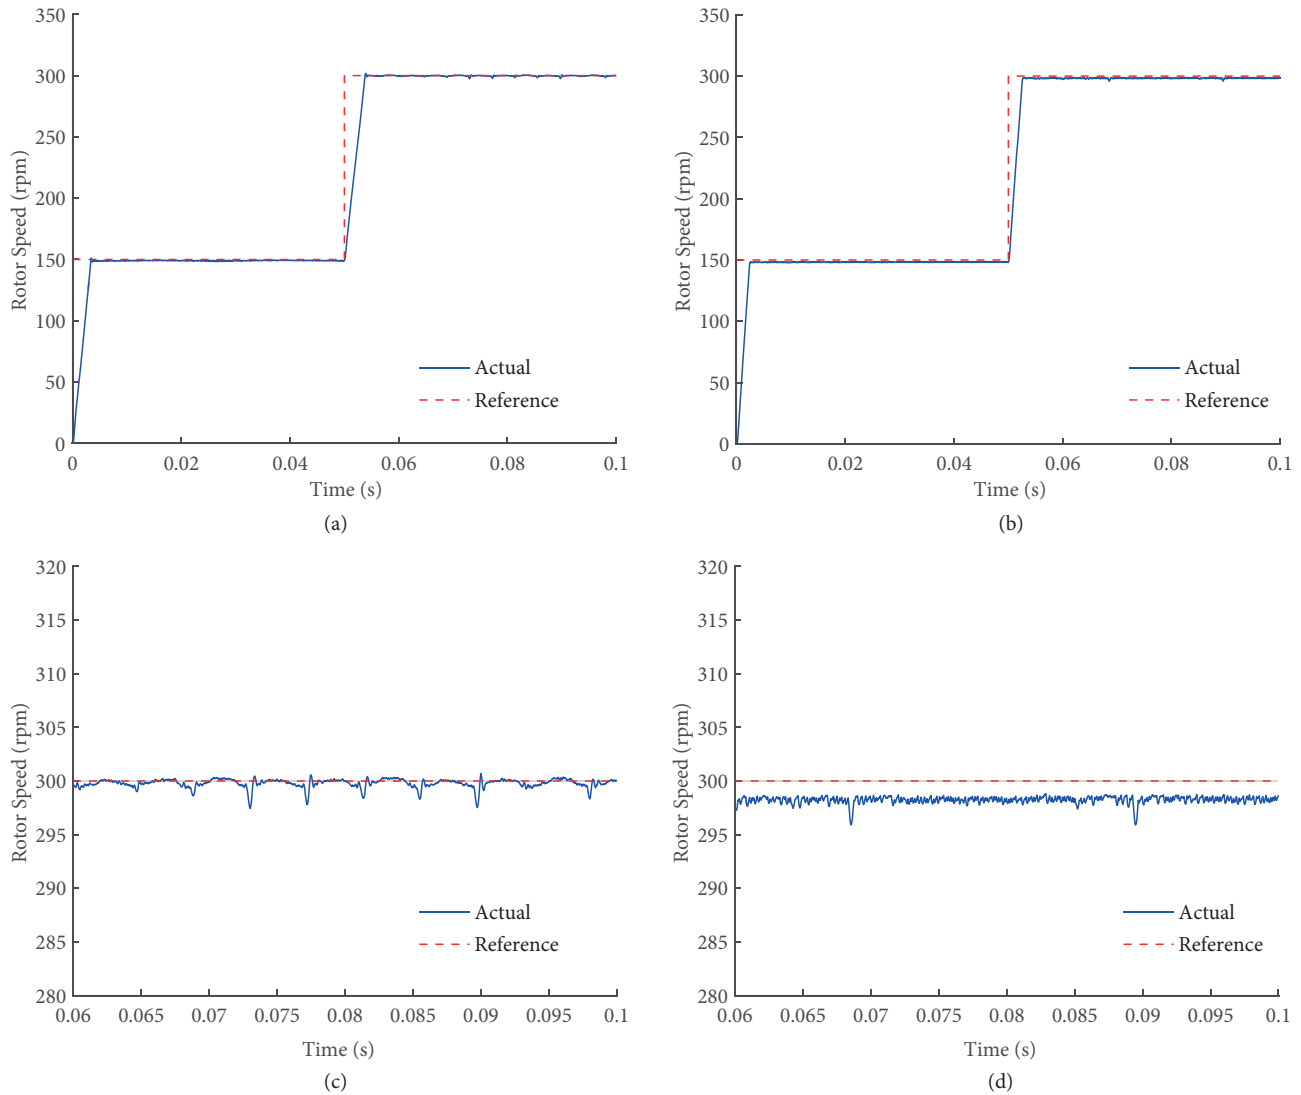 350
300
250
200
150
100
50
0
Rotor Speed (rpm)
Actual
Reference
0 0.02 0.04 0.06 0.08 0.1
Time (s)
(a)
350
300
250
200
150
100
50
0
Rotor Speed (rpm)
Actual
Reference
0 0.02 0.04 0.06 0.08 0.1
Time (s)
(b)
320
315
310
305
300
295
290
285
280
Rotor Speed (rpm)
Actual
Reference
0.06 0.065 0.07 0.075 0.08 0.085 0.09 0.095 0.1
Time (s)
(c)
320
315
310
305
300
295
290
285
280
Rotor Speed (rpm)
Actual
Reference
0.06 0.065 0.07 0.075 0.08 0.085 0.09 0.095 0.1
Time (s)
(d)